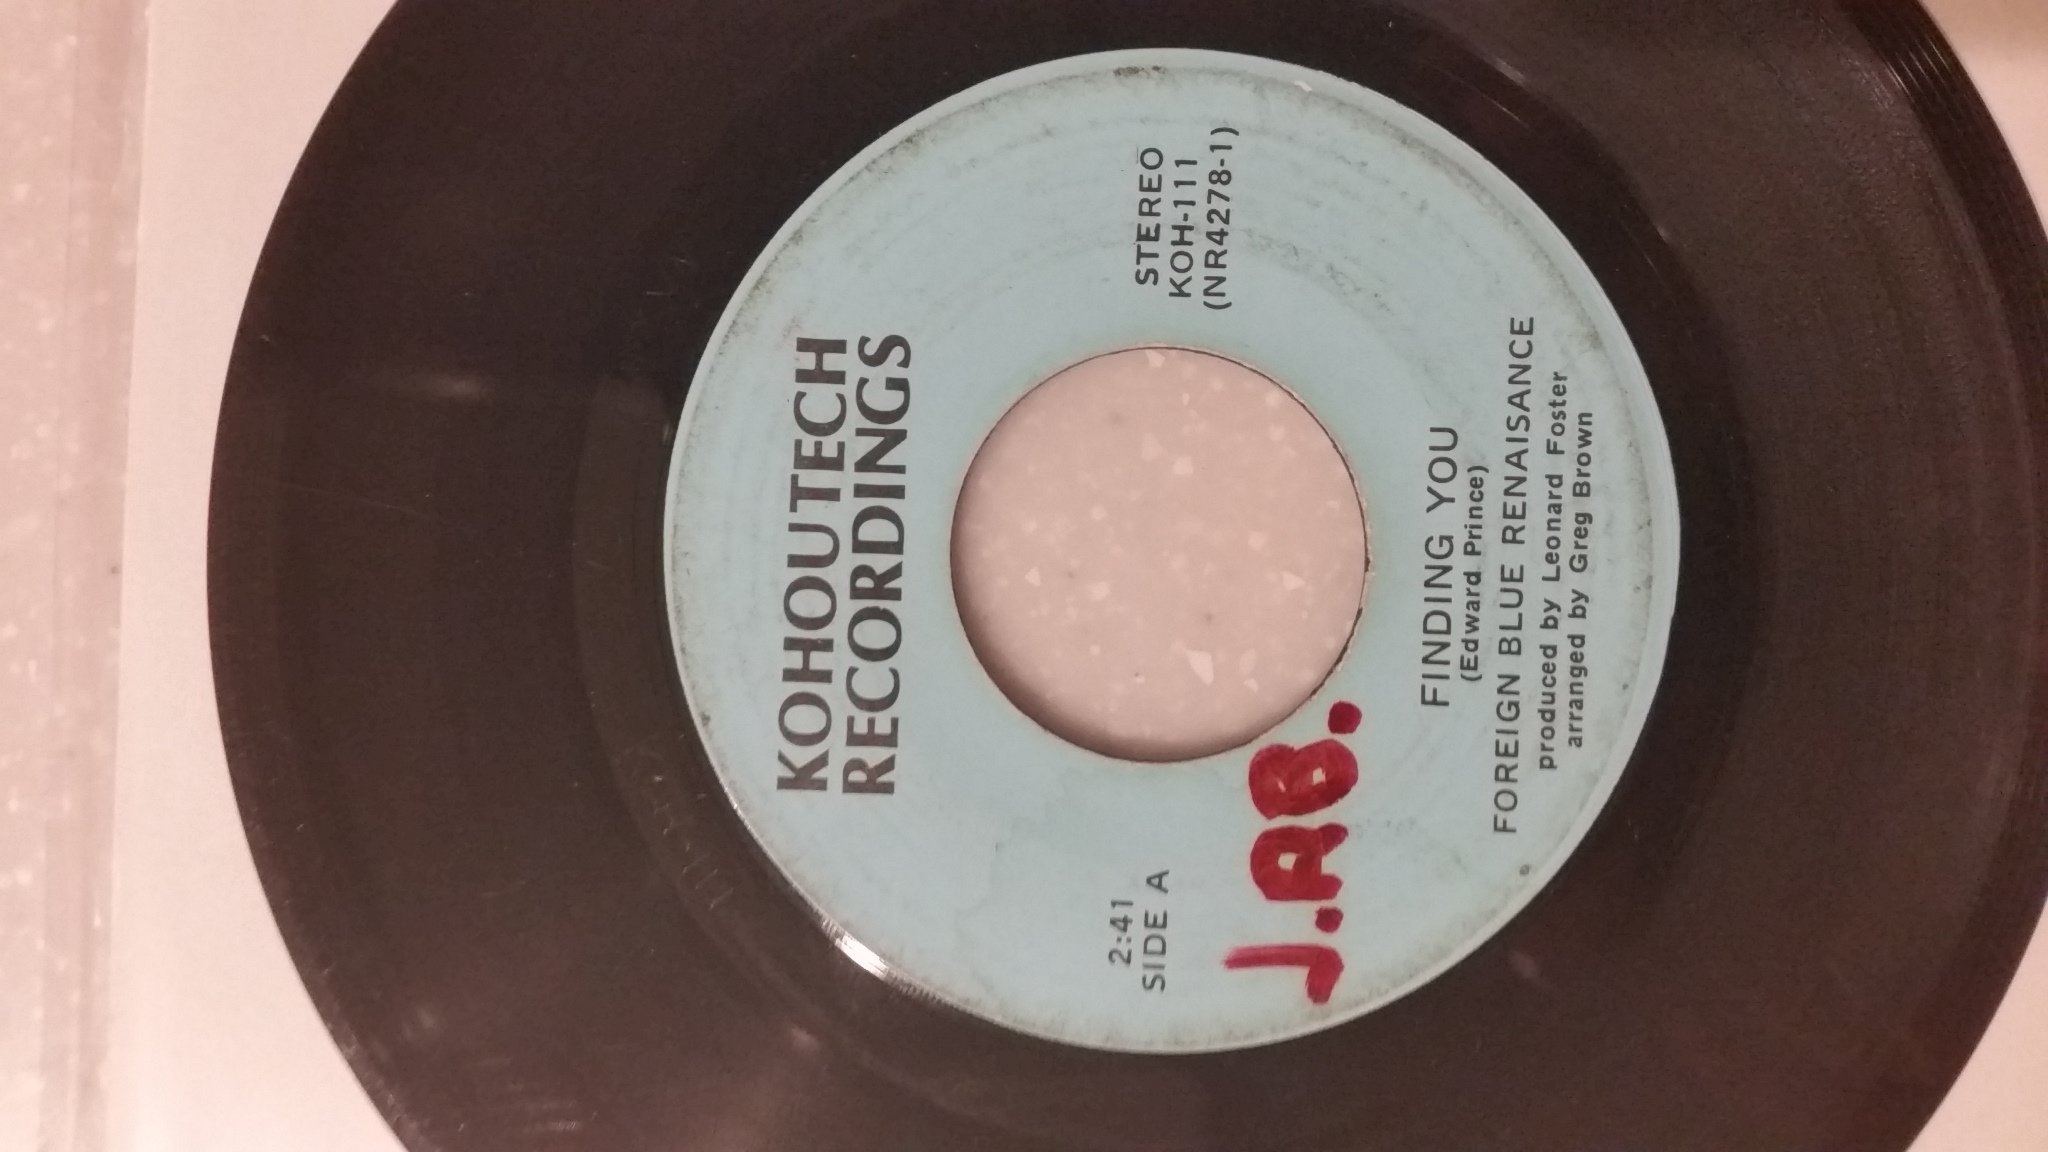 KOHOUTECH
RECORDINGS
2:41
SIDE A
STEREO
KOH-111
(NR4278-1)
J.AB.
FINDING YOU
(Edward Prince)
FOREIGN BLUE RENAISANCE
produced by Leonard Foster
arranged by Greg Brown